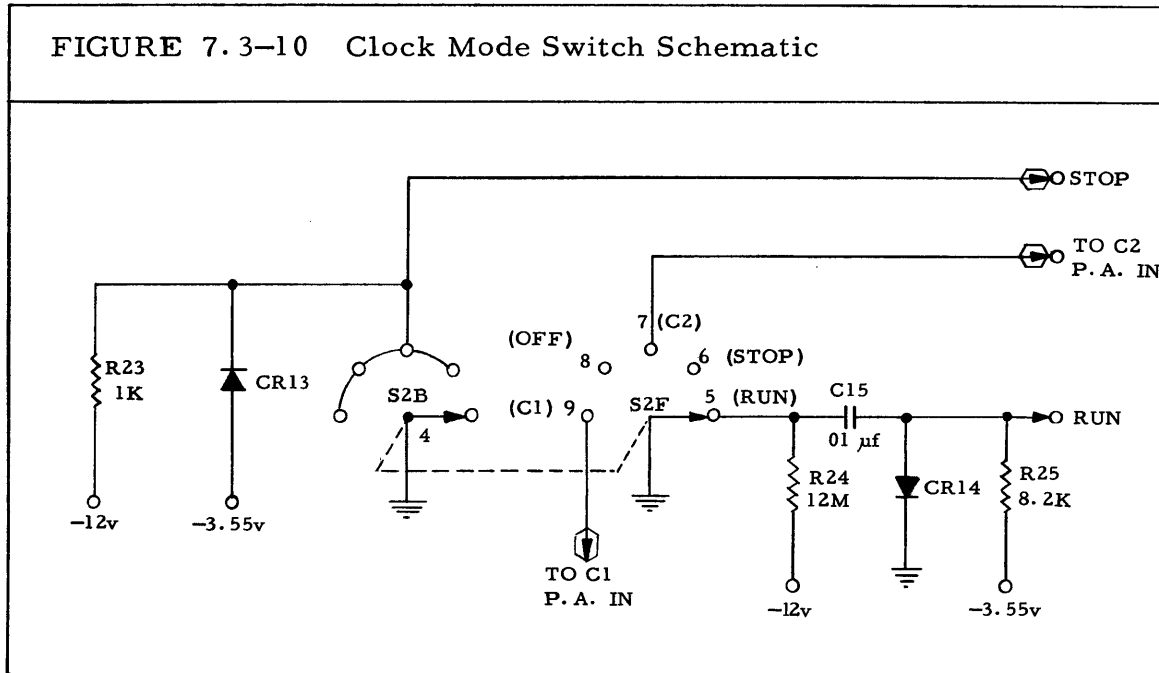 FIGURE 7.3-10 Clock Mode Switch Schematic
STOP
TO C2
P. A. IN
7 (C2)
(OFF)
8
6 (STOP)
R23
1K
CR13
S2B
4
(C1) 9
S2F
5 (RUN)
C15
01 µf
RUN
R24
12M
CR14
R25
8.2K
-12v
-3.55v
TO C1
P. A. IN
-12v
-3.55v